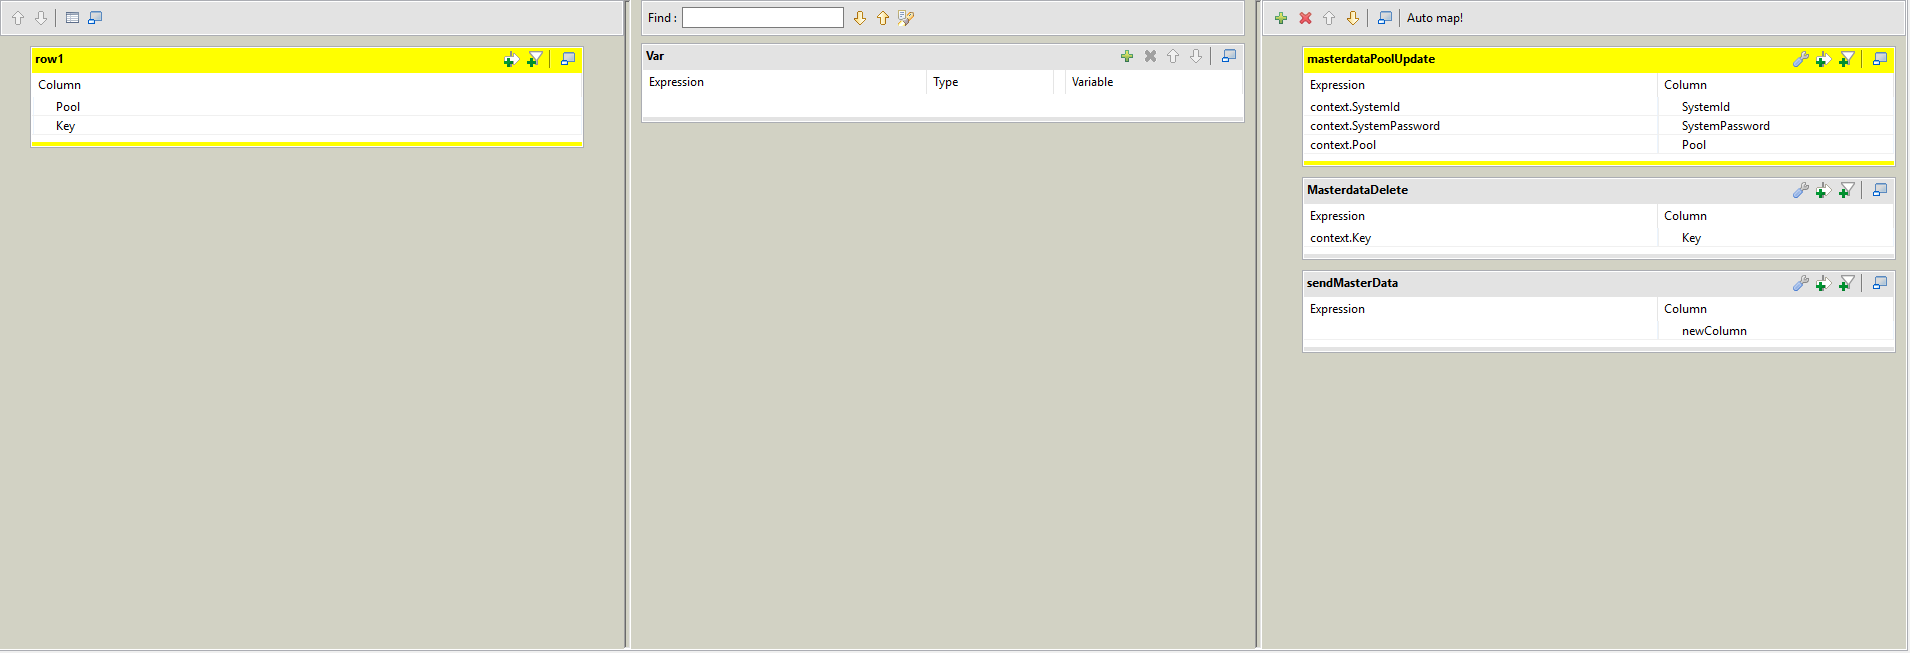 row1
Column
Pool
Key
Find :
Var
Expression Type Variable
Auto map!
masterdataPoolUpdate
Expression Column
context.SystemId SystemId
context.SystemPassword SystemPassword
context.Pool Pool
MasterdataDelete
Expression Column
context.Key Key
sendMasterData
Expression Column
newColumn